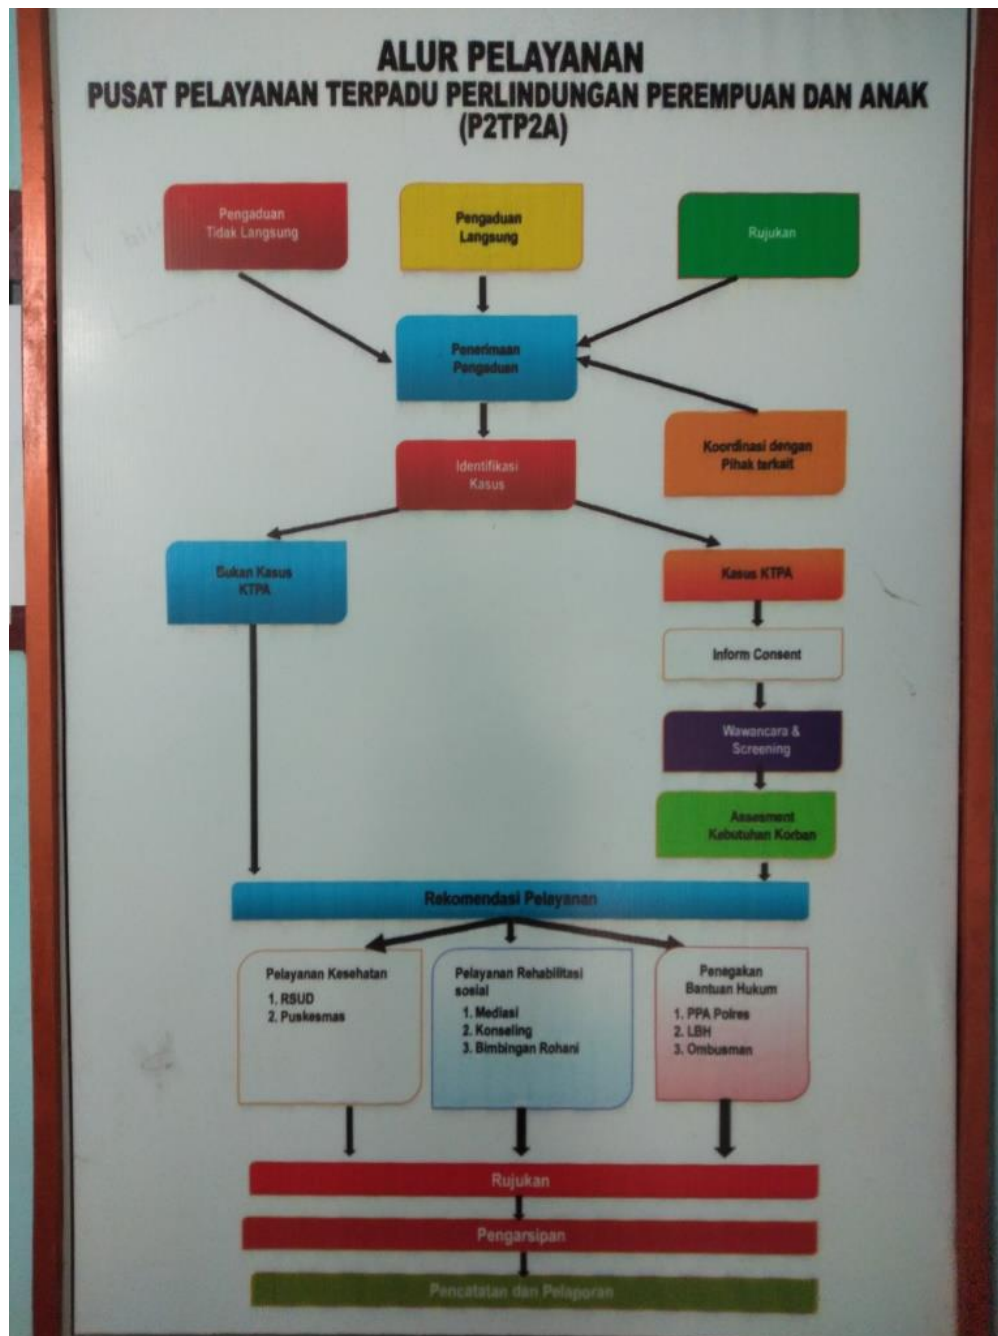 ALUR PELAYANAN
PUSAT PELAYANAN TERPADU PERLINDUNGAN PEREMPUAN DAN ANAK
(P2TP2A)
Pengaduan
Tidak Langsung
Pengaduan
Langsung
Rujukan
Penerimaan
Pengaduan
Koordinasi dengan
Pihak terkait
Identifikasi
Kasus
Bukan Kasus
KTPA
Kasus KTPA
Inform Consent
Wawancara &
Screening
Assesment
Kebutuhan Korban
Rekomendasi Pelayanan
Pelayanan Kesehatan
1. RSUD
2. Puskesmas
Pelayanan Rehabilitasi
sosial
1. Mediasi
2. Konseling
3. Bimbingan Rohani
Penegakan
Bantuan Hukum
1. PPA Polres
2. LBH
3. Ombusman
Rujukan
Pengarsipan
Pencatatan dan Pelaporan